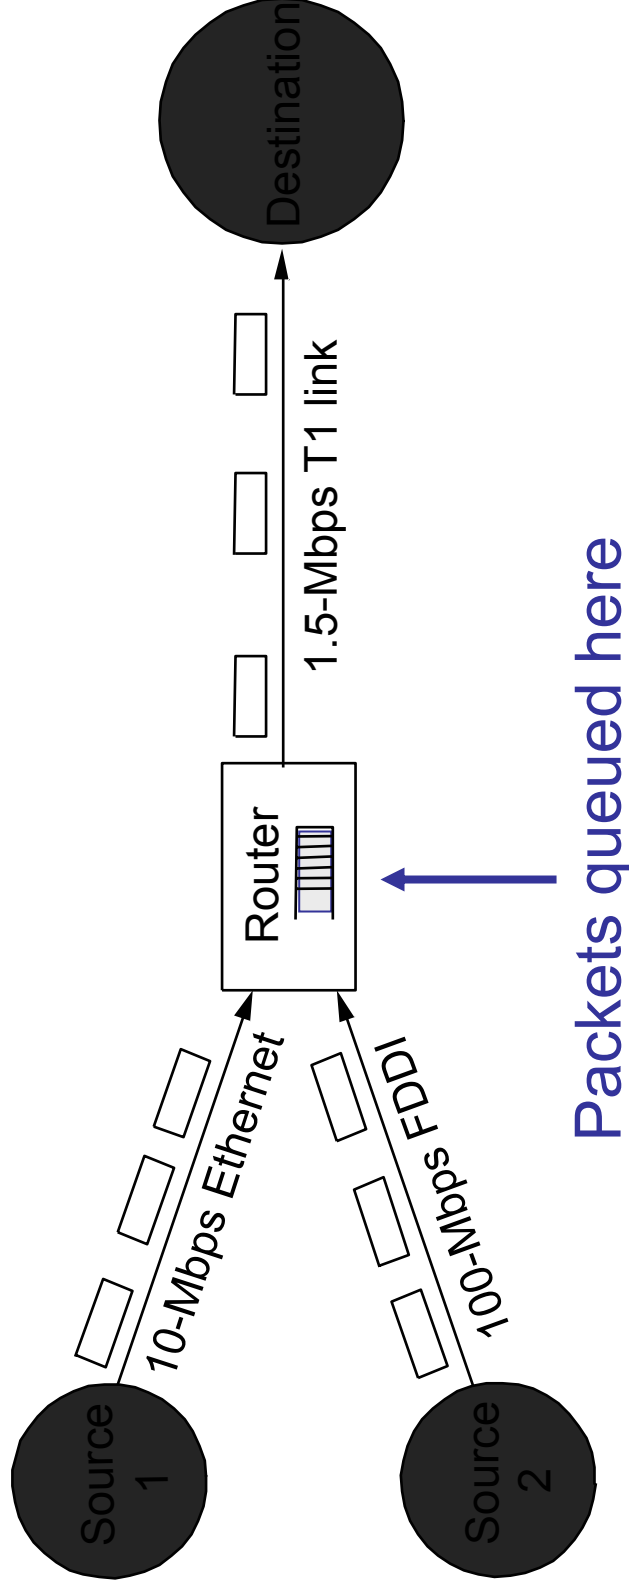 Source
1
10-Mbps Ethernet
Source
2
100-Mbps FDDI
Router
1.5-Mbps T1 link
Destination
Packets queued here